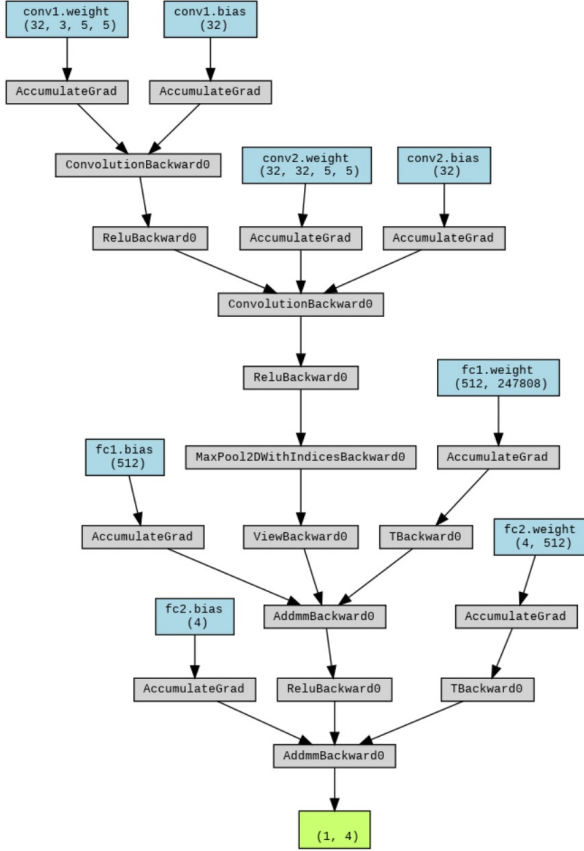 conv1.weight
(32, 3, 5, 5)
conv1.bias
(32)
AccumulateGrad
AccumulateGrad
ConvolutionBackward0
conv2.weight
(32, 32, 5, 5)
conv2.bias
(32)
ReluBackward0
AccumulateGrad
AccumulateGrad
ConvolutionBackward0
ReluBackward0
fc1.weight
(512, 247808)
fc1.bias
(512)
MaxPool2DWithIndicesBackward0
AccumulateGrad
AccumulateGrad
ViewBackward0
TBackward0
fc2.weight
(4, 512)
fc2.bias
(4)
AddmmBackward0
AccumulateGrad
AccumulateGrad
ReluBackward0
TBackward0
AddmmBackward0
(1, 4)